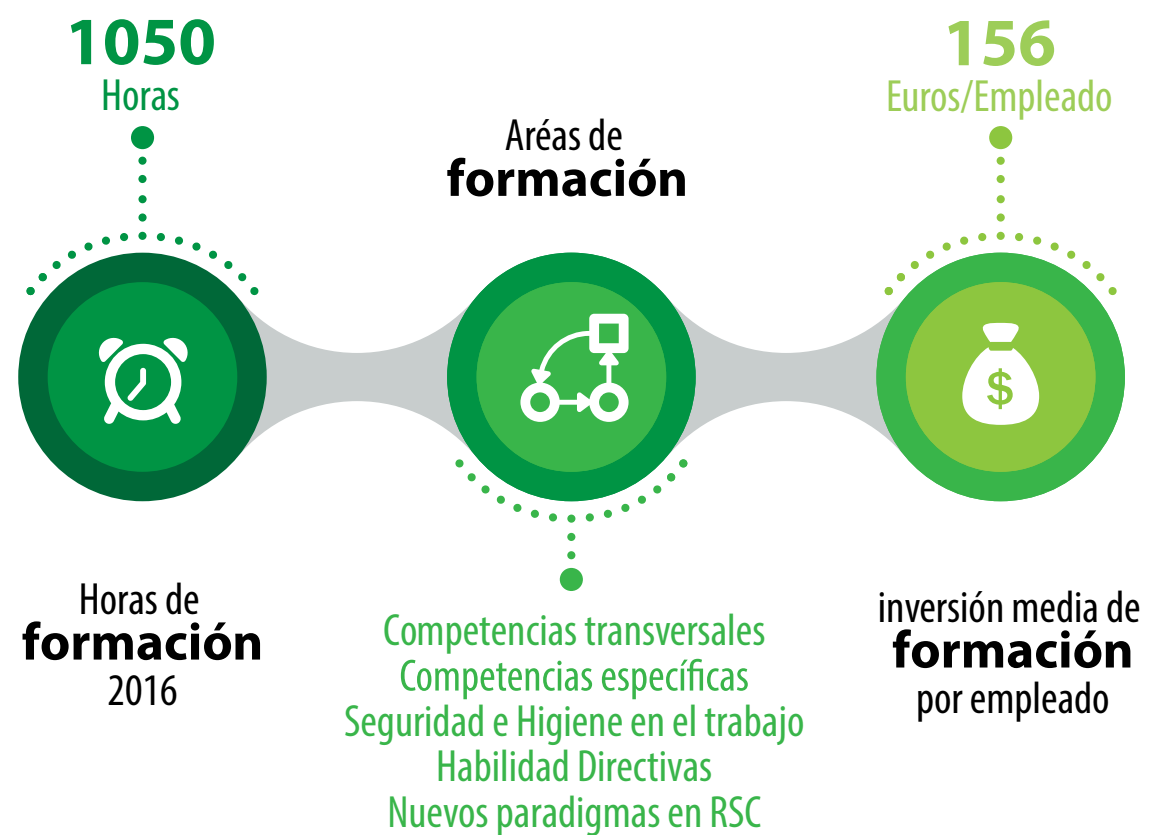 1050
Horas
Horas de
formación
2016
Aréas de
formación
Competencias transversales
Competencias específicas
Seguridad e Higiene en el trabajo
Habilidad Directivas
Nuevos paradigmas en RSC
156
Euros/Empleado
$
inversión media de
formación
por empleado